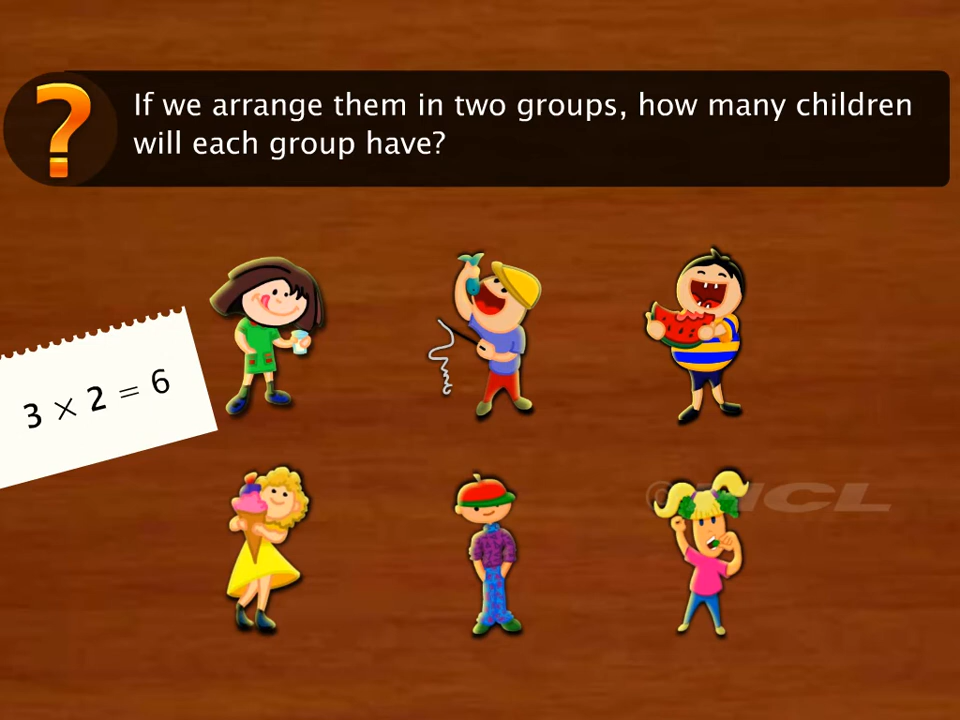 ?
If we arrange them in two groups, how many children
will each group have?
3 × 2 = 6